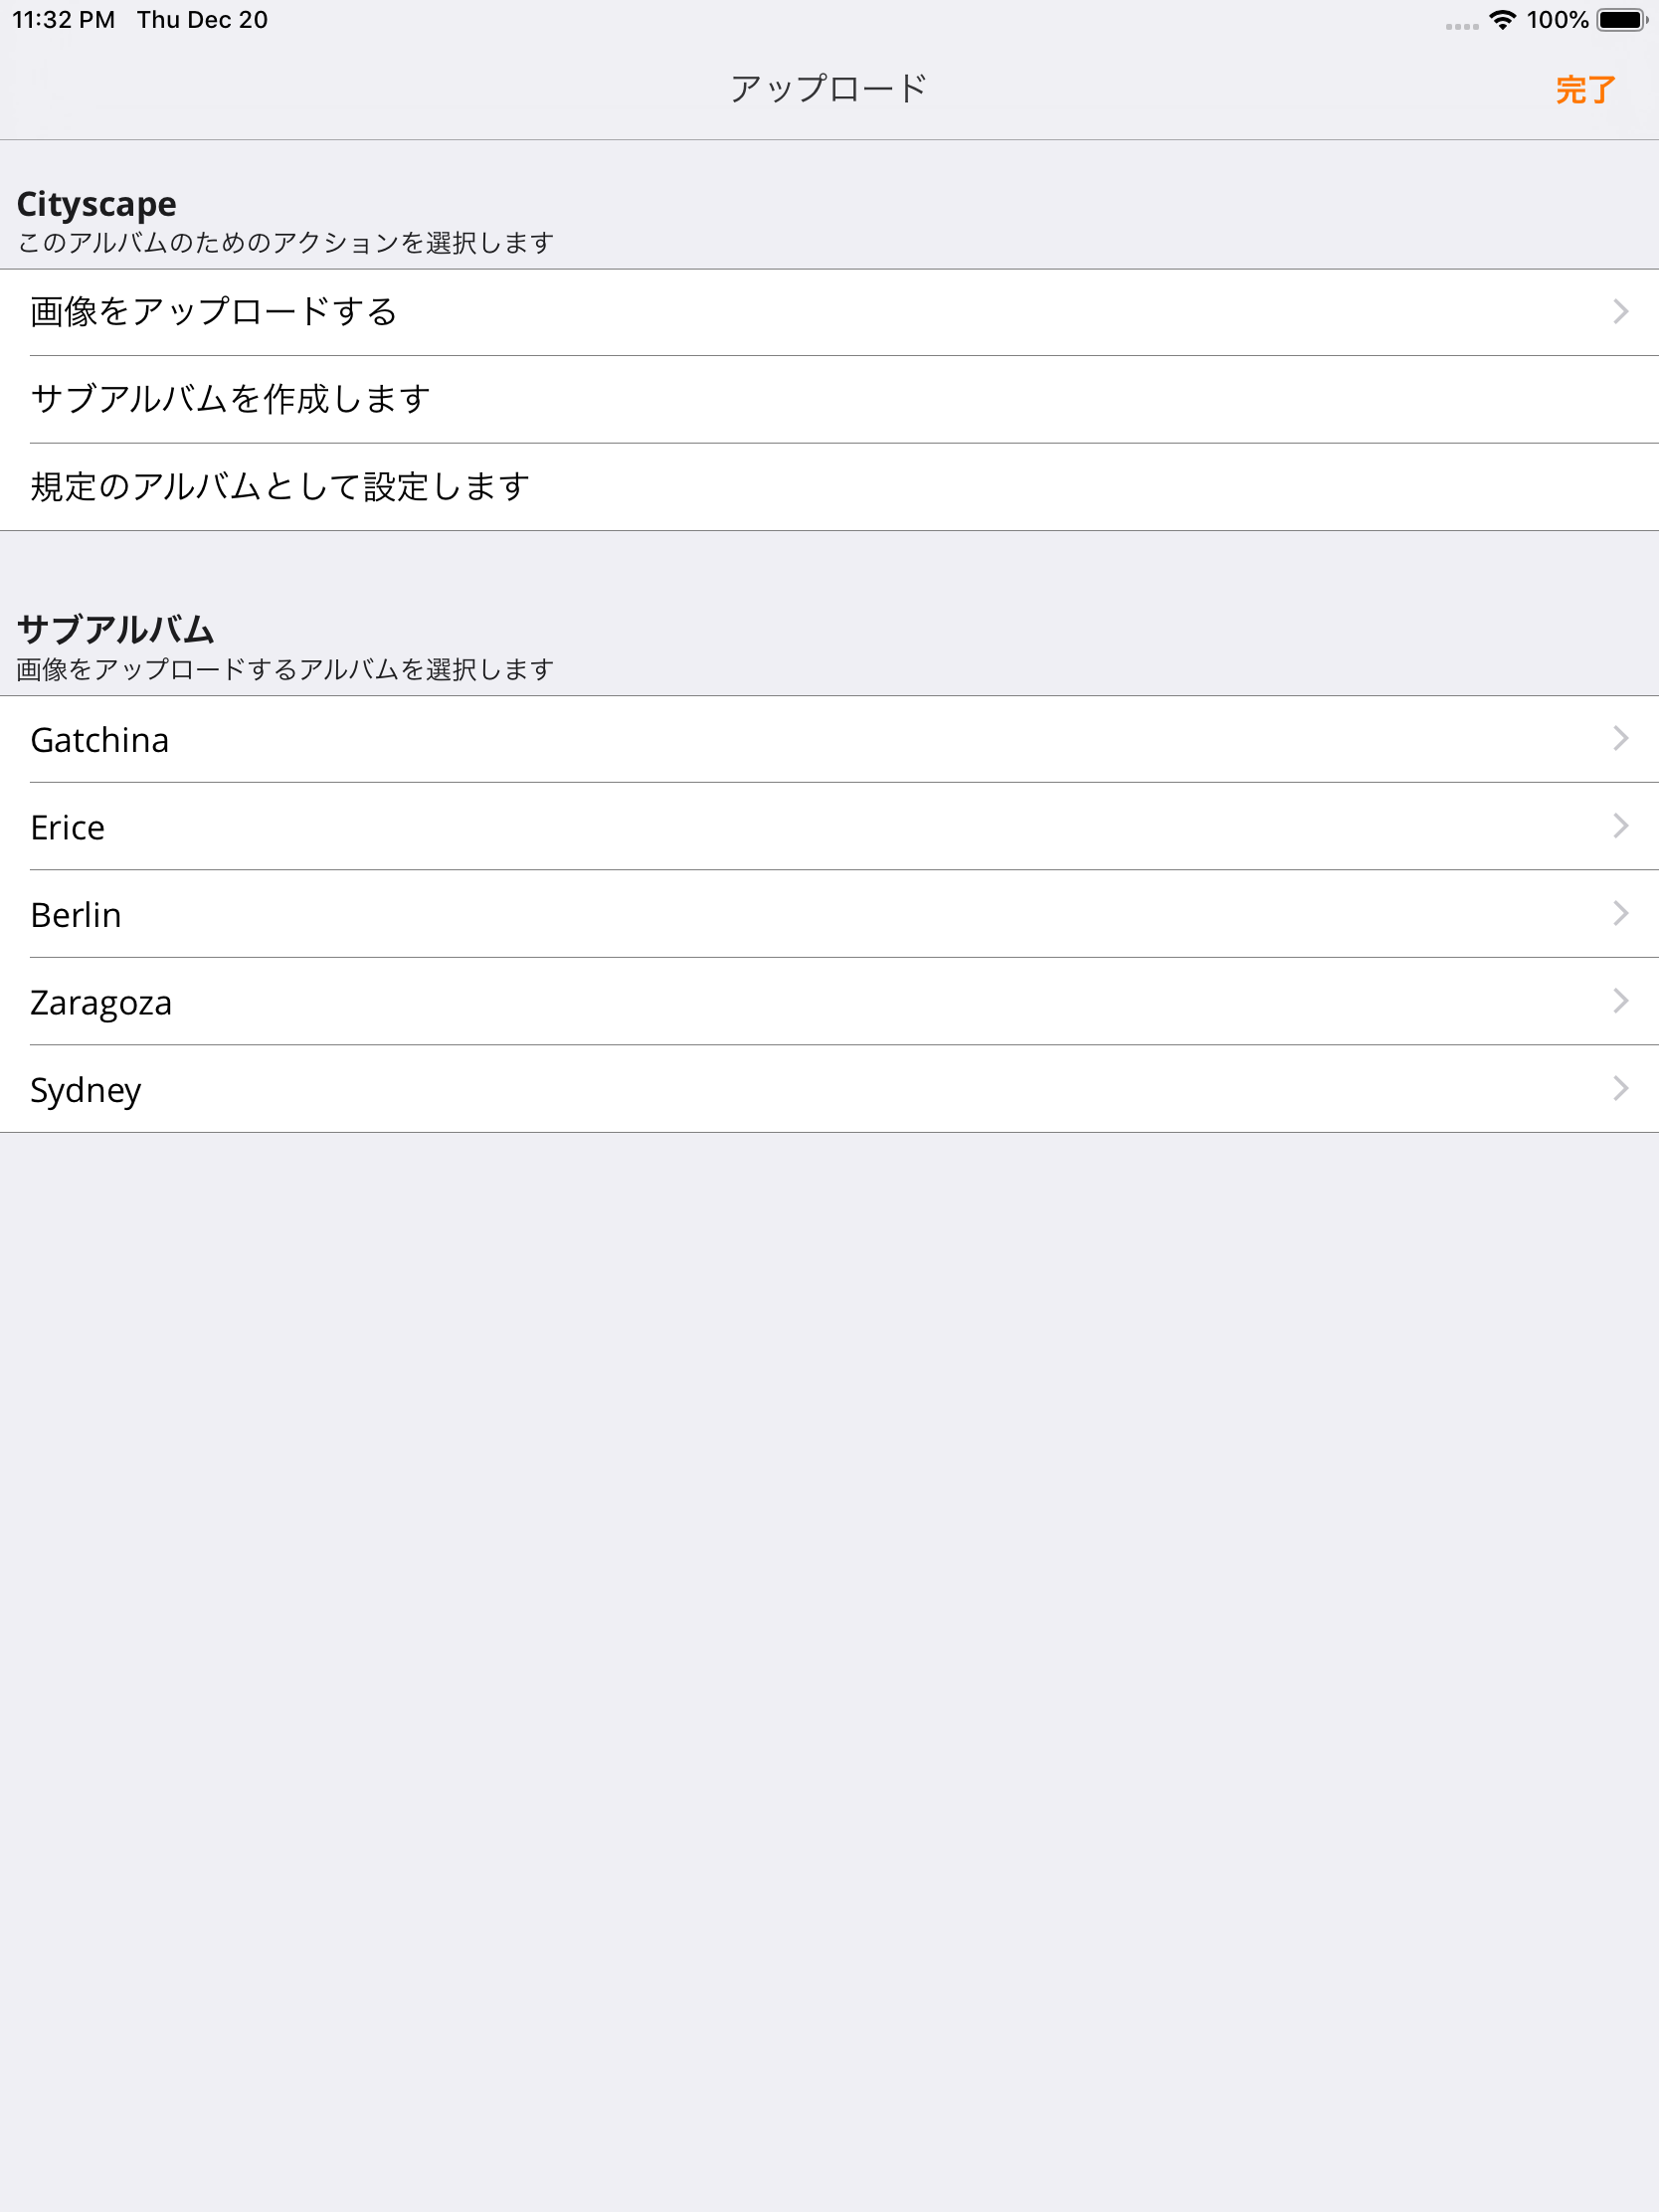 11:32 PM Thu Dec 20 100%
アップロード 完了
Cityscape
このアルバムのためのアクションを選択します
画像をアップロードする
サブアルバムを作成します
規定のアルバムとして設定します
サブアルバム
画像をアップロードするアルバムを選択します
Gatchina
Erice
Berlin
Zaragoza
Sydney